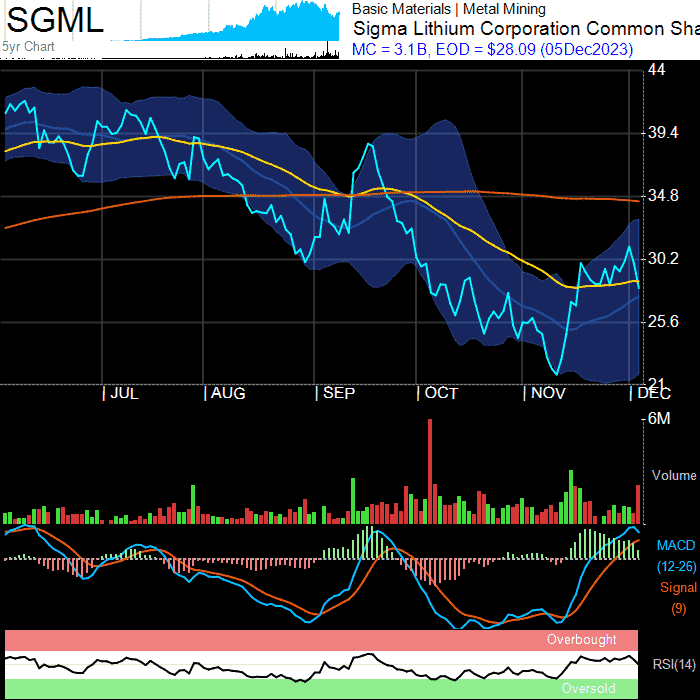 SGML
5yr Chart
Basic Materials | Metal Mining
Sigma Lithium Corporation Common Sha
MC = 3.1B, EOD = $28.09 (05Dec2023)
44
39.4
34.8
30.2
25.6
21
JUL AUG SEP OCT NOV DEC
6M
Volume
MACD
(12-26)
Signal
(9)
Overbought
RSI(14)
Oversold